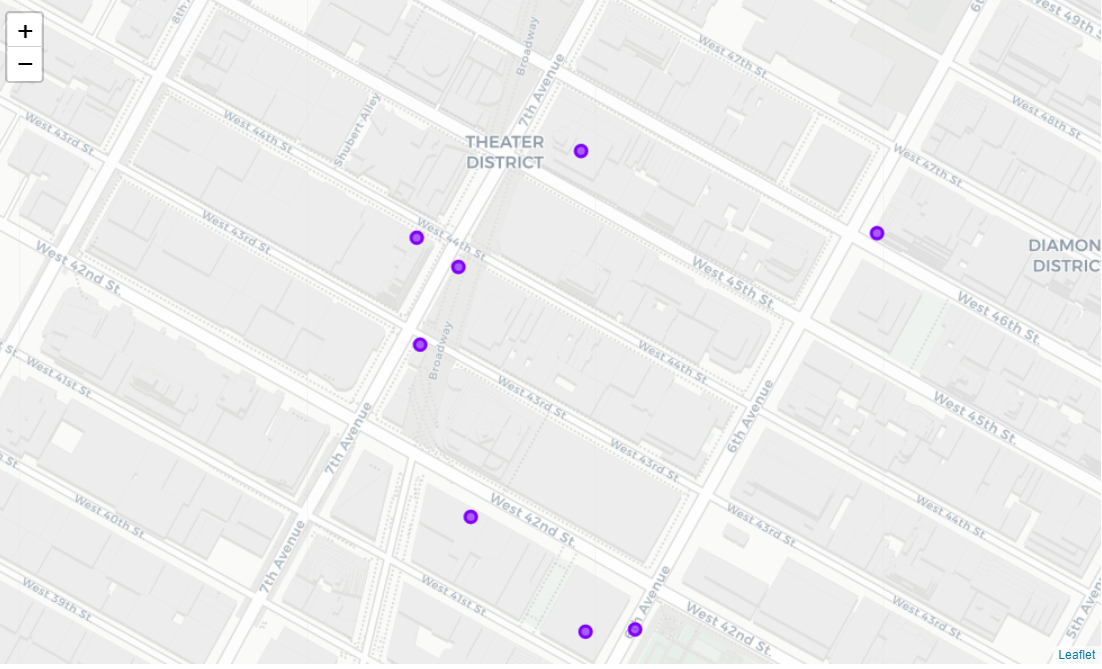 +
−
8th
Broadway
6t
West 49th St.
West 47th St
7th Avenue
West 44th St
Shubert Alley
West 48th St.
West 43rd St
THEATER
DISTRICT
West 47th St.
West 43rd St
West 44th St
DIAMON
DISTRIC
West 42nd St.
West 45th St.
West 46th St.
Broadway
West 44th St
West 41st St.
West 43rd St
6th Avenue
West 45th St.
7th Avenue
West 43rd St
West 40th St.
West 42nd St.
West 43rd St
West 44th St
7th Avenue
West 39th St.
West 41st St
6th Avenue
West 42nd St.
West 43rd St
5th Aven
Leaflet